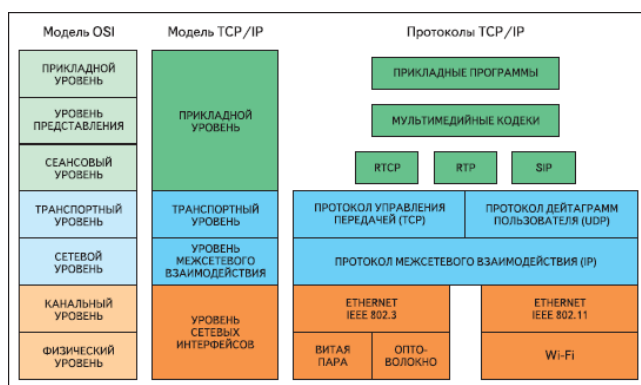 Модель OSI
Модель TCP/IP
Протоколы TCP/IP
ПРИКЛАДНОЙ
УРОВЕНЬ
УРОВЕНЬ
ПРЕДСТАВЛЕНИЯ
СЕАНСОВЫЙ
УРОВЕНЬ
ТРАНСПОРТНЫЙ
УРОВЕНЬ
СЕТЕВОЙ
УРОВЕНЬ
КАНАЛЬНЫЙ
УРОВЕНЬ
ФИЗИЧЕСКИЙ
УРОВЕНЬ
ПРИКЛАДНОЙ
УРОВЕНЬ
ТРАНСПОРТНЫЙ
УРОВЕНЬ
УРОВЕНЬ
МЕЖСЕТЕВОГО
ВЗАИМОДЕЙСТВИЯ
УРОВЕНЬ
СЕТЕВЫХ
ИНТЕРФЕЙСОВ
ПРИКЛАДНЫЕ ПРОГРАММЫ
МУЛЬТИМЕДИЙНЫЕ КОДЕКИ
RTCP
RTP
SIP
ПРОТОКОЛ УПРАВЛЕНИЯ
ПЕРЕДАЧЕЙ (TCP)
ПРОТОКОЛ ДЕЙТАГРАММ
ПОЛЬЗОВАТЕЛЯ (UDP)
ПРОТОКОЛ МЕЖСЕТЕВОГО ВЗАИМОДЕЙСТВИЯ (IP)
ETHERNET
IEEE 802.3
ETHERNET
IEEE 802.11
ВИТАЯ
ПАРА
ОПТО-
ВОЛОКНО
Wi-Fi